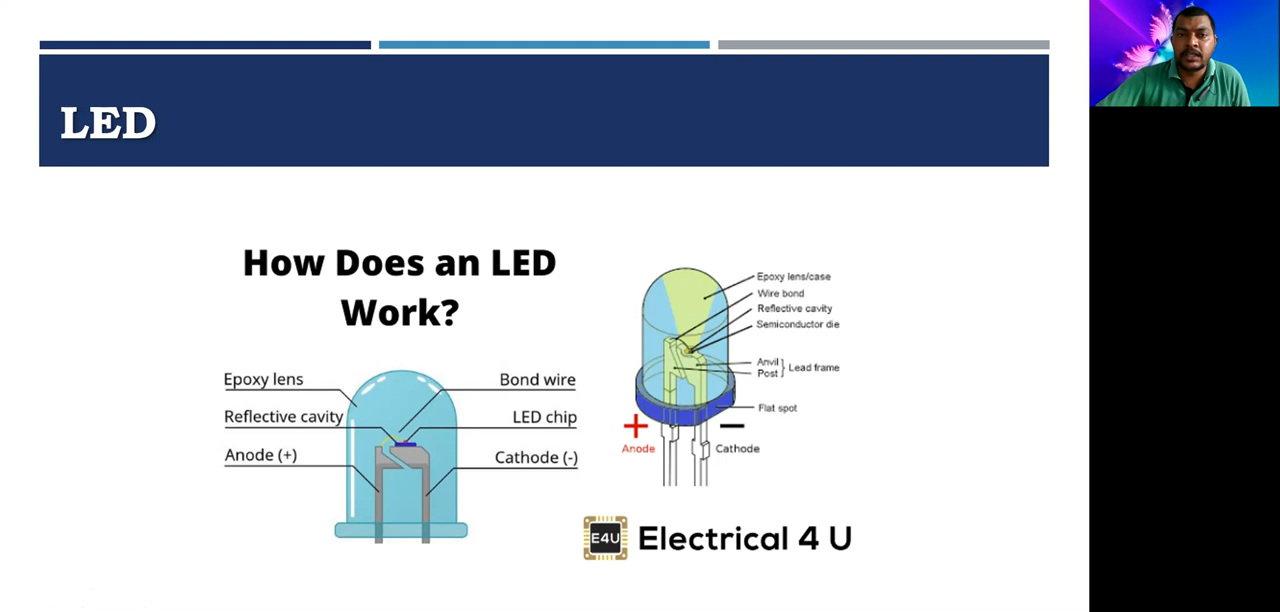 LED
How Does an LED
Work?
Epoxy lens
Bond wire
Reflective cavity
LED chip
Anode (+)
Cathode (-)
Epoxy lens/case
Wire bond
Reflective cavity
Semiconductor die
Anvil
Post
Lead frame
Flat spot
+
−
Anode
Cathode
E4U
Electrical 4 U